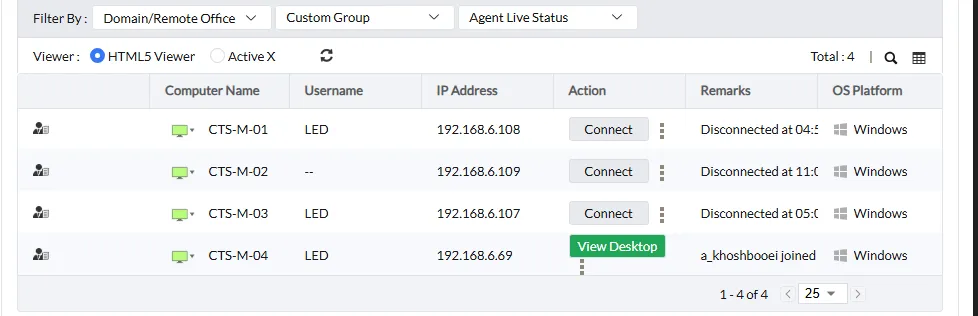 Filter By : Domain/Remote Office Custom Group Agent Live Status
Viewer : HTML5 Viewer Active X Total : 4 |
Computer Name Username IP Address Action Remarks OS Platform
CTS-M-01 LED 192.168.6.108 Connect Disconnected at 04:5 Windows
CTS-M-02 -- 192.168.6.109 Connect Disconnected at 11:0 Windows
CTS-M-03 LED 192.168.6.107 Connect Disconnected at 05:0 Windows
CTS-M-04 LED 192.168.6.69 View Desktop a_khoshbooei joined Windows
1 - 4 of 4 25